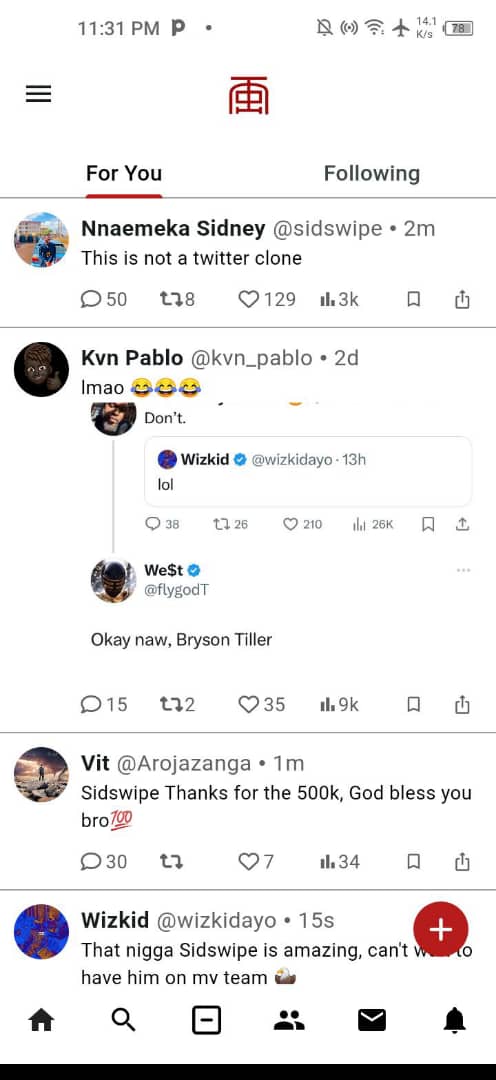 11:31 PM
14.1
K/s
78
For You Following
Nnaemeka Sidney @sidswipe • 2m
This is not a twitter clone
50 8 129 3k
Kvn Pablo @kvn_pablo • 2d
lmao 😂😂😂
Don't.
Wizkid @wizkidayo · 13h
lol
38 26 210 26K
We$t
@flygodT
Okay naw, Bryson Tiller
15 2 35 9k
Vit @Arojazanga • 1m
Sidswipe Thanks for the 500k, God bless you
bro💯
30 7 34
Wizkid @wizkidayo • 15s
That nigga Sidswipe is amazing, can't to
have him on my team